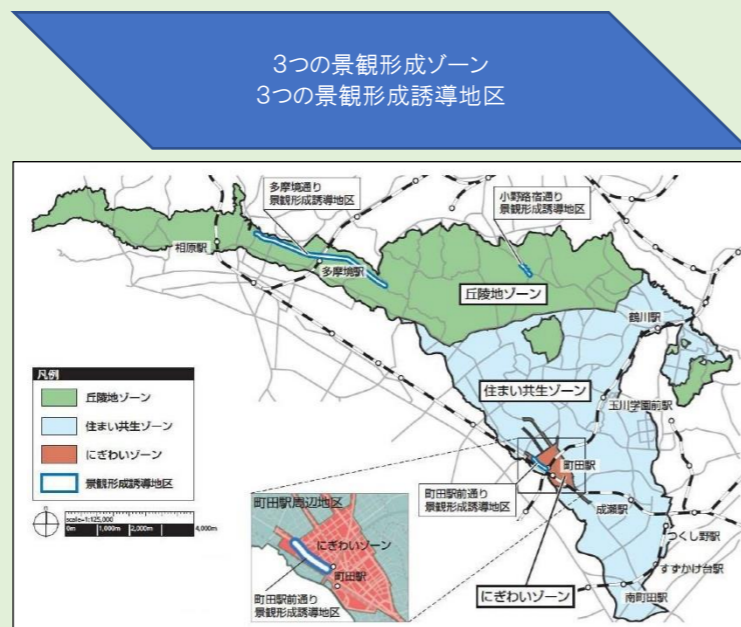 3つの景観形成ゾーン
3つの景観形成誘導地区
多摩境通り
景観形成誘導地区
小野路宿通り
景観形成誘導地区
相原駅
多摩境駅
丘陵地ゾーン
鶴川駅
凡例
丘陵地ゾーン
住まい共生ゾーン
にぎわいゾーン
景観形成誘導地区
住まい共生ゾーン
玉川学園前駅
町田駅
町田駅前通り
景観形成誘導地区
成瀬駅
つくし野駅
すずかけ台駅
南町田駅
にぎわいゾーン
scale=1:125,000
0m 1,000m 2,000m 4,000m
町田駅周辺地区
にぎわいゾーン
町田駅
町田駅前通り
景観形成誘導地区